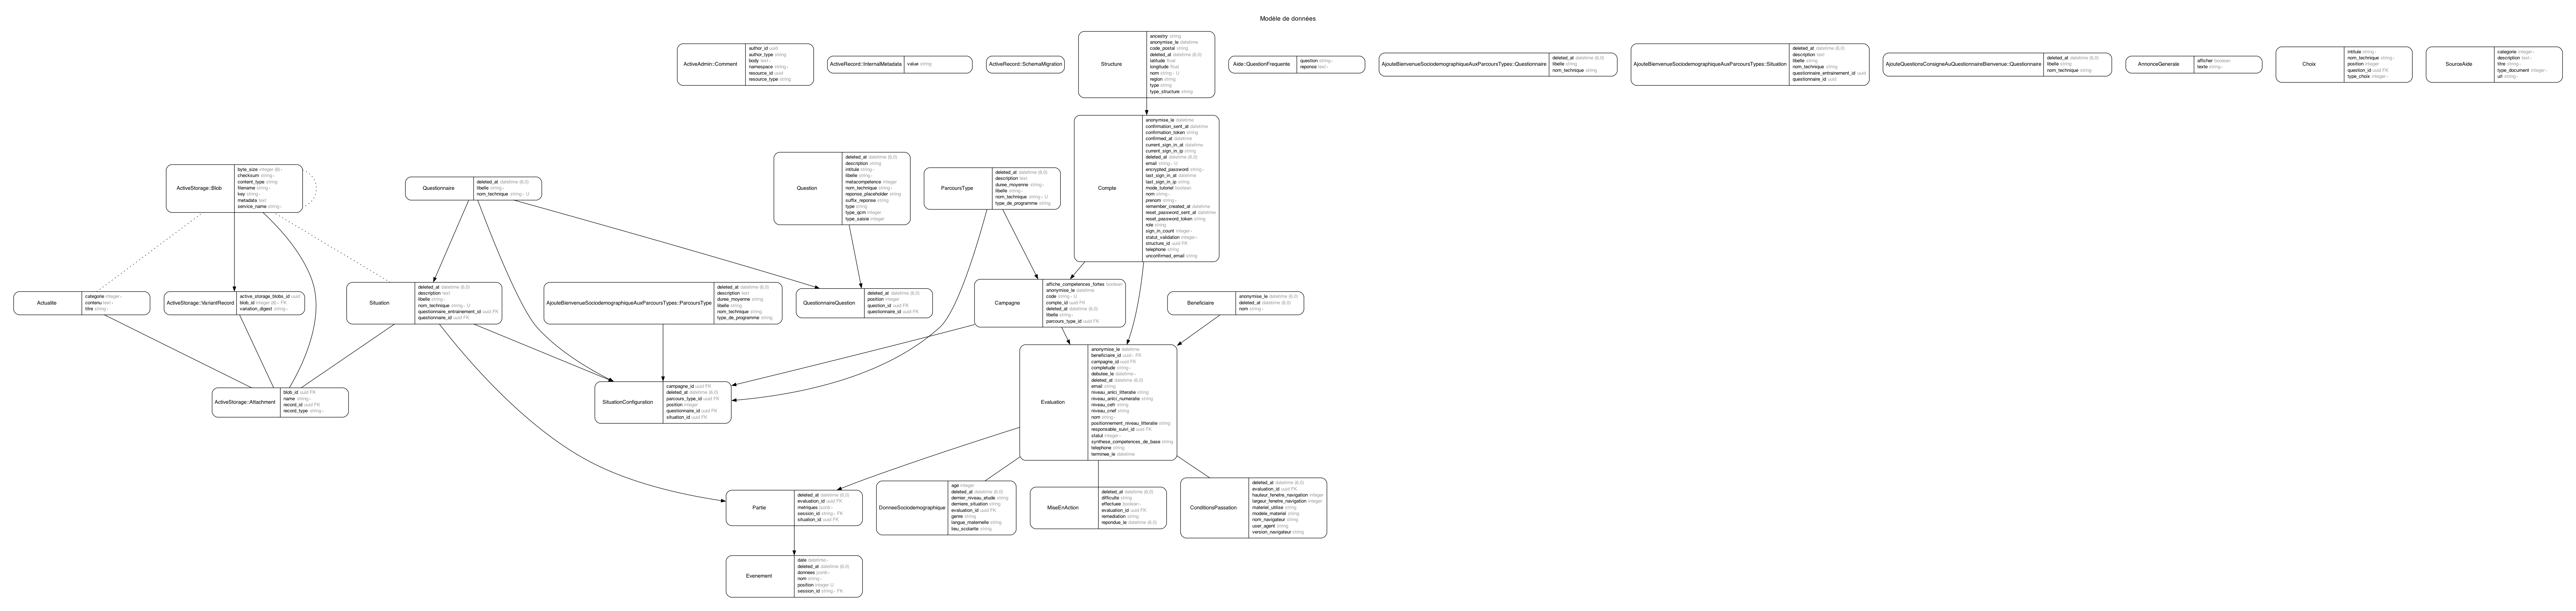 Modèle de données
ActiveAdmin::Comment
author_id uuid
author_type string
body text ∗
namespace string ∗
resource_id uuid
resource_type string
ActiveRecord::InternalMetadata
value string
ActiveRecord::SchemaMigration
Structure
ancestry string
anonymise_le datetime
code_postal string
deleted_at datetime (6,0)
latitude float
longitude float
nom string ∗ U
region string
type string
type_structure string
Aide::QuestionFrequente
question string ∗
reponse text ∗
AjouteBienvenueSociodemographiqueAuxParcoursTypes::Questionnaire
deleted_at datetime (6,0)
libelle string
nom_technique string
AjouteBienvenueSociodemographiqueAuxParcoursTypes::Situation
deleted_at datetime (6,0)
description text
libelle string
nom_technique string
questionnaire_entrainement_id uuid
questionnaire_id uuid
AjouteQuestionsConsigneAuQuestionnaireBienvenue::Questionnaire
deleted_at datetime (6,0)
libelle string
nom_technique string
AnnonceGenerale
afficher boolean
texte string ∗
Choix
intitule string ∗
nom_technique string ∗
position integer
question_id uuid FK
type_choix integer ∗
SourceAide
categorie integer ∗
description text ∗
titre string ∗
type_document integer ∗
url string ∗
Compte
anonymise_le datetime
confirmation_sent_at datetime
confirmation_token string
confirmed_at datetime
current_sign_in_at datetime
current_sign_in_ip string
deleted_at datetime (6,0)
email string ∗ U
encrypted_password string ∗
last_sign_in_at datetime
last_sign_in_ip string
mode_tutoriel boolean
nom string ∗
prenom string ∗
remember_created_at datetime
reset_password_sent_at datetime
reset_password_token string
role string
sign_in_count integer ∗
statut_validation integer ∗
structure_id uuid FK
telephone string
unconfirmed_email string
ActiveStorage::Blob
byte_size integer (8) ∗
checksum string ∗
content_type string
filename string ∗
key string ∗
metadata text
service_name string ∗
Questionnaire
deleted_at datetime (6,0)
libelle string ∗
nom_technique string ∗ U
Question
deleted_at datetime (6,0)
description string
intitule string ∗
libelle string ∗
metacompetence integer
nom_technique string ∗
reponse_placeholder string
suffix_reponse string
type string
type_qcm integer
type_saisie integer
ParcoursType
deleted_at datetime (6,0)
description text
duree_moyenne string ∗
libelle string ∗
nom_technique string ∗ U
type_de_programme string
Actualite
categorie integer ∗
contenu text ∗
titre string ∗
ActiveStorage::VariantRecord
active_storage_blobs_id uuid
blob_id integer (8) ∗ FK
variation_digest string ∗
Situation
deleted_at datetime (6,0)
description text
libelle string ∗
nom_technique string ∗ U
questionnaire_entrainement_id uuid FK
questionnaire_id uuid FK
AjouteBienvenueSociodemographiqueAuxParcoursTypes::ParcoursType
deleted_at datetime (6,0)
description text
duree_moyenne string
libelle string
nom_technique string
type_de_programme string
QuestionnaireQuestion
deleted_at datetime (6,0)
position integer
question_id uuid FK
questionnaire_id uuid FK
Campagne
affiche_competences_fortes boolean
anonymise_le datetime
code string ∗ U
compte_id uuid FK
deleted_at datetime (6,0)
libelle string ∗
parcours_type_id uuid FK
Beneficiaire
anonymise_le datetime (6,0)
deleted_at datetime (6,0)
nom string ∗
ActiveStorage::Attachment
blob_id uuid FK
name string ∗
record_id uuid FK
record_type string ∗
SituationConfiguration
campagne_id uuid FK
deleted_at datetime (6,0)
parcours_type_id uuid FK
position integer
questionnaire_id uuid FK
situation_id uuid FK
Evaluation
anonymise_le datetime
beneficiaire_id uuid ∗ FK
campagne_id uuid FK
completude string ∗
debutee_le datetime ∗
deleted_at datetime (6,0)
email string
niveau_anlci_litteratie string
niveau_anlci_numeratie string
niveau_cefr string
niveau_cnef string
nom string ∗
positionnement_niveau_litteratie string
responsable_suivi_id uuid FK
statut integer ∗
synthese_competences_de_base string
telephone string
terminee_le datetime
Partie
deleted_at datetime (6,0)
evaluation_id uuid FK
metriques jsonb ∗
session_id string ∗ FK
situation_id uuid FK
DonneeSociodemographique
age integer
deleted_at datetime (6,0)
dernier_niveau_etude string
derniere_situation string
evaluation_id uuid FK
genre string
langue_maternelle string
lieu_scolarite string
MiseEnAction
deleted_at datetime (6,0)
difficulte string
effectuee boolean ∗
evaluation_id uuid FK
remediation string
repondue_le datetime (6,0)
ConditionsPassation
deleted_at datetime (6,0)
evaluation_id uuid FK
hauteur_fenetre_navigation integer
largeur_fenetre_navigation integer
materiel_utilise string
modele_materiel string
nom_navigateur string
user_agent string
version_navigateur string
Evenement
date datetime ∗
deleted_at datetime (6,0)
donnees jsonb ∗
nom string ∗
position integer U
session_id string ∗ FK